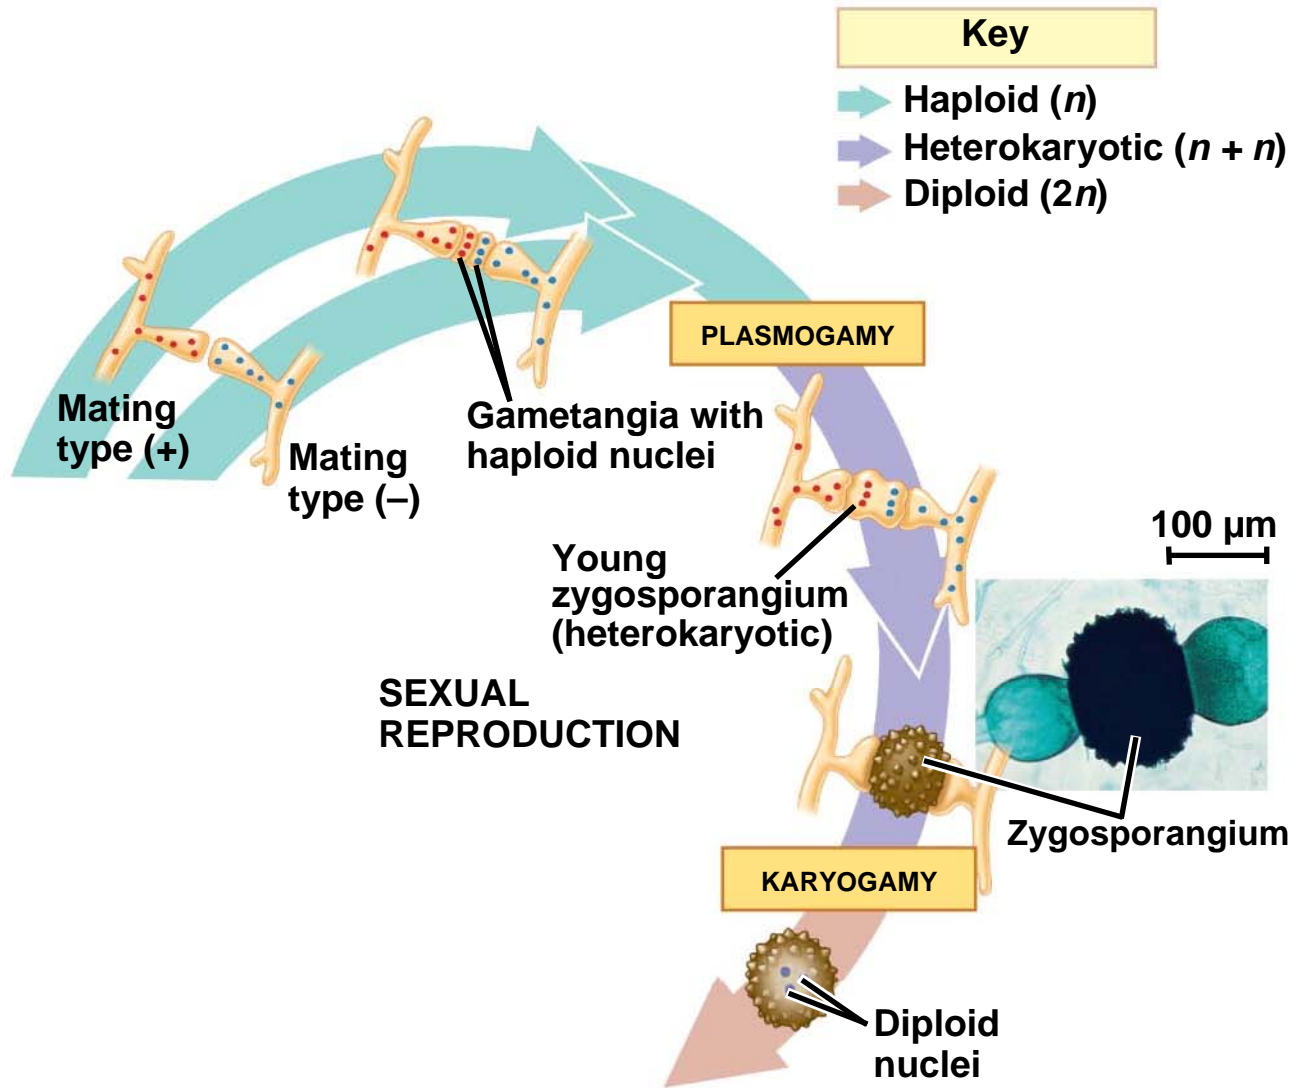 Key
Haploid (n)
Heterokaryotic (n + n)
Diploid (2n)
PLASMOGAMY
Mating
type (+)
Mating
type (–)
Gametangia with
haploid nuclei
100 µm
Young
zygosporangium
(heterokaryotic)
SEXUAL
REPRODUCTION
Zygosporangium
KARYOGAMY
Diploid
nuclei